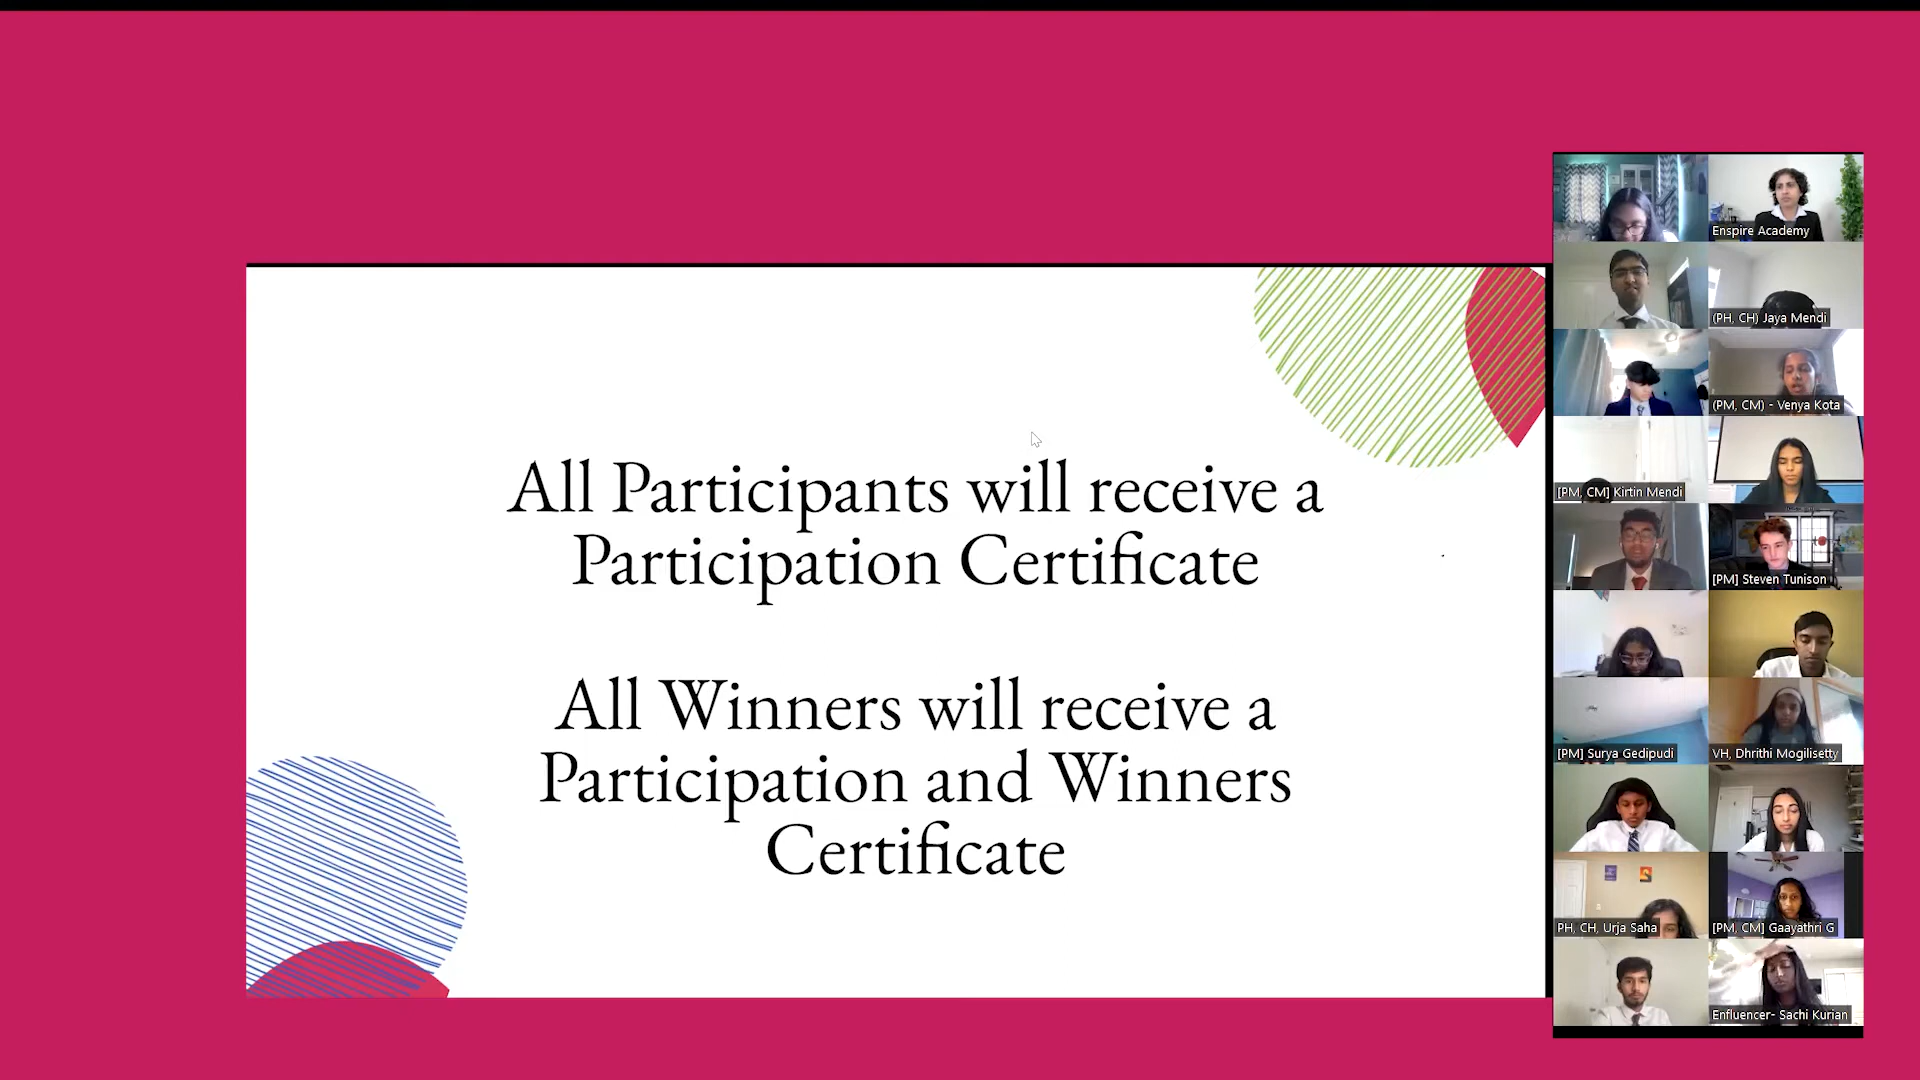 All Participants will receive a
Participation Certificate
All Winners will receive a
Participation and Winners
Certificate
Enspire Academy
(PH, CH) Jaya Mendi
(PM, CM) - Venya Kota
[PM, CM] Kirtin Mendi
[PM] Steven Tunison
[PM] Surya Gedipudi
VH, Dhrithi Mogilisetty
PH, CH, Urja Saha
[PM, CM] Gaayathri G
Enfluencer- Sachi Kurian